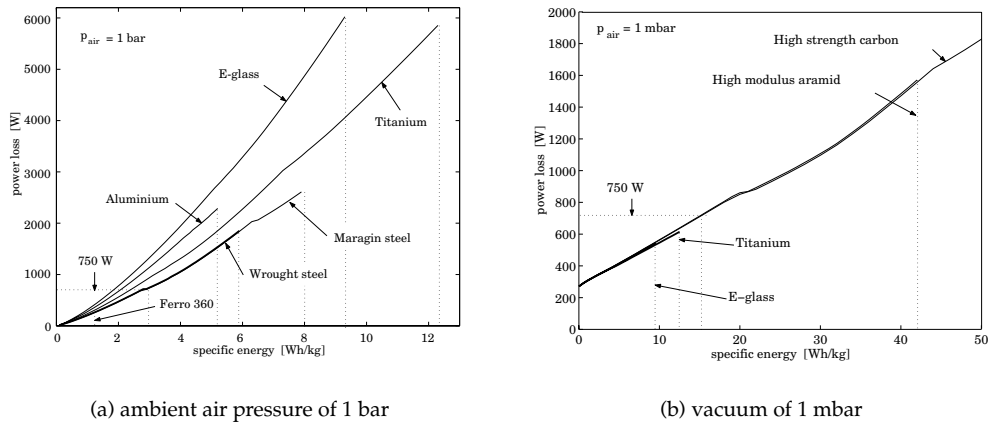 6000
5000
4000
3000
2000
1000
0
power loss [W]
p air = 1 bar
E-glass
Titanium
Aluminium
Maragin steel
750 W
Wrought steel
Ferro 360
0 2 4 6 8 10 12
specific energy [Wh/kg]
(a) ambient air pressure of 1 bar
2000
1800
1600
1400
1200
1000
800
600
400
200
0
power loss [W]
p air = 1 mbar
High strength carbon
High modulus aramid
750 W
Titanium
E-glass
0 10 20 30 40 50
specific energy [Wh/kg]
(b) vacuum of 1 mbar